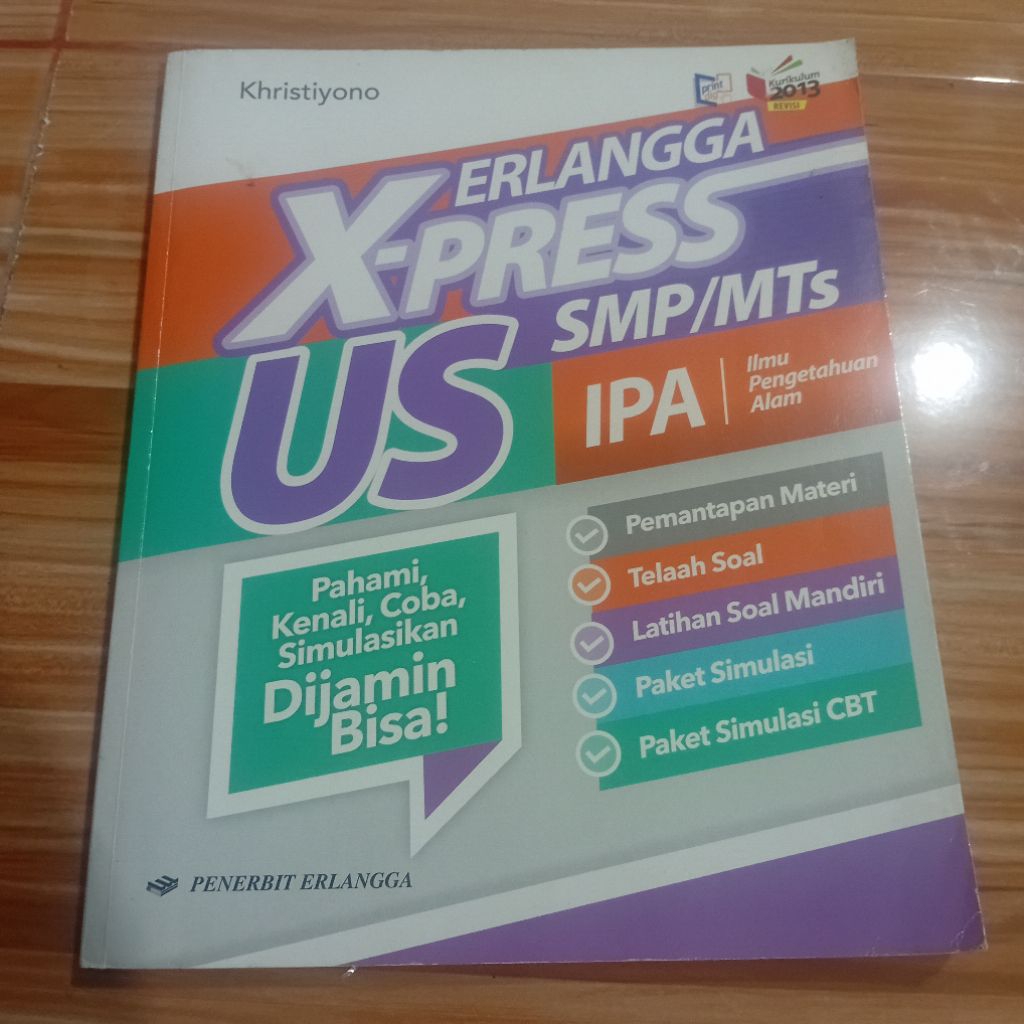 Khristiyono
print
Kurikulum
2013
REVISI
ERLANGGA
X-PRESS
US
SMP/MTs
IPA
Ilmu
Pengetahuan
Alam
Pahami,
Kenali, Coba,
Simulasikan
Dijamin
Bisa!
Pemantapan Materi
Telaah Soal
Latihan Soal Mandiri
Paket Simulasi
Paket Simulasi CBT
PENERBIT ERLANGGA